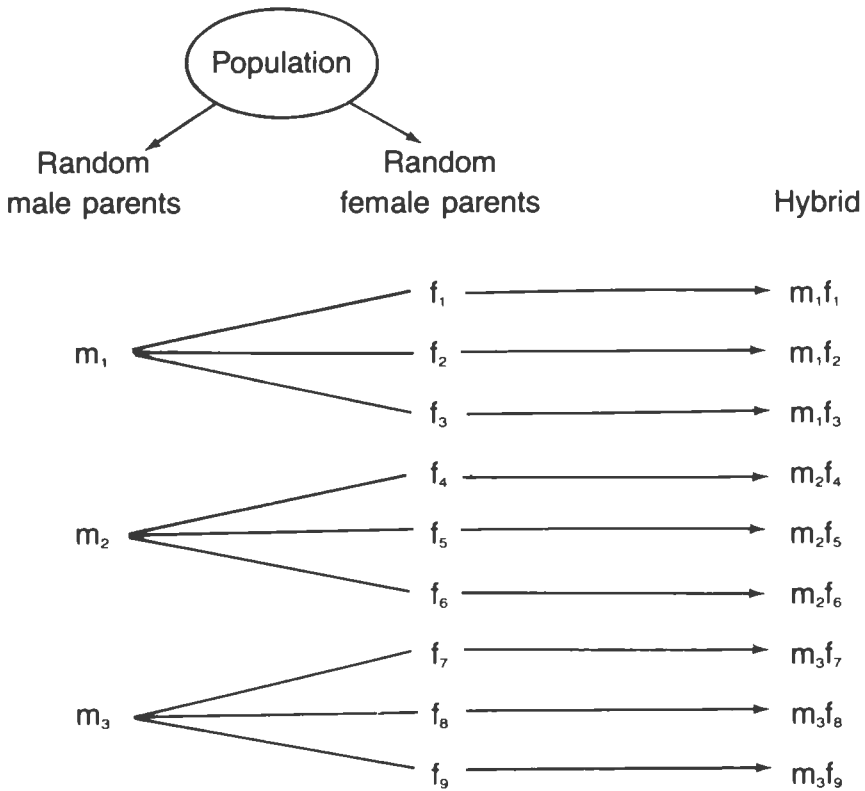 Population
Random
male parents
Random
female parents
Hybrid
f₁ m₁f₁
m₁ f₂ m₁f₂
f₃ m₁f₃
f₄ m₂f₄
m₂ f₅ m₂f₅
f₆ m₂f₆
f₇ m₃f₇
m₃ f₈ m₃f₈
f₉ m₃f₉